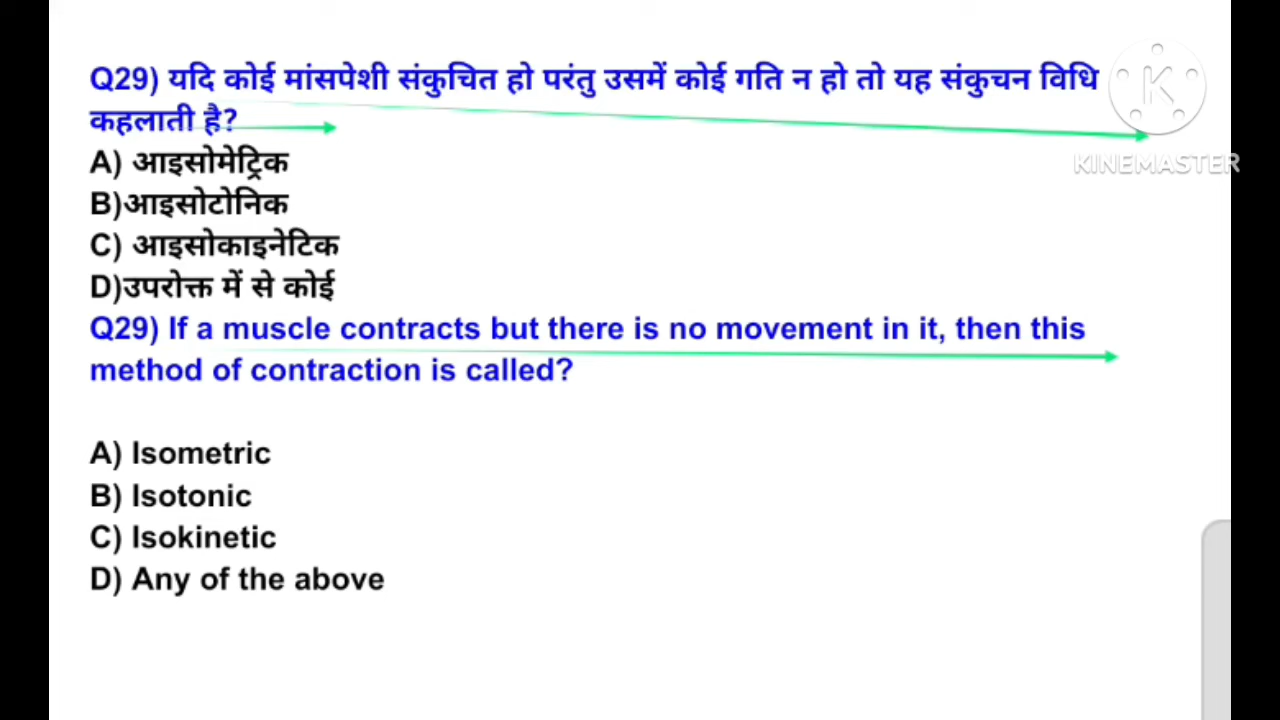 Q29) यदि कोई मांसपेशी संकुचित हो परंतु उसमें कोई गति न हो तो यह संकुचन विधि
कहलाती है?
K
KINEMASTER
A) आइसोमेट्रिक
B)आइसोटोनिक
C) आइसोकाइनेटिक
D)उपरोक्त में से कोई
Q29) If a muscle contracts but there is no movement in it, then this
method of contraction is called?
A) Isometric
B) Isotonic
C) Isokinetic
D) Any of the above